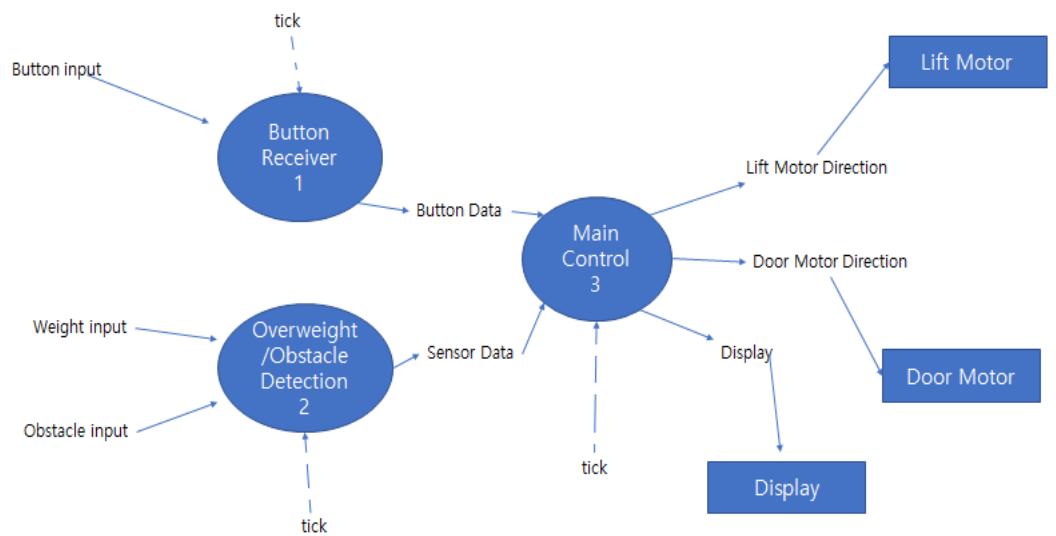 tick
Button input
Lift Motor
Button
Receiver
1
Lift Motor Direction
Button Data
Main
Control
3
Door Motor Direction
Weight input
Overweight
/Obstacle
Detection
2
Sensor Data
Display
Door Motor
Obstacle input
tick
Display
tick